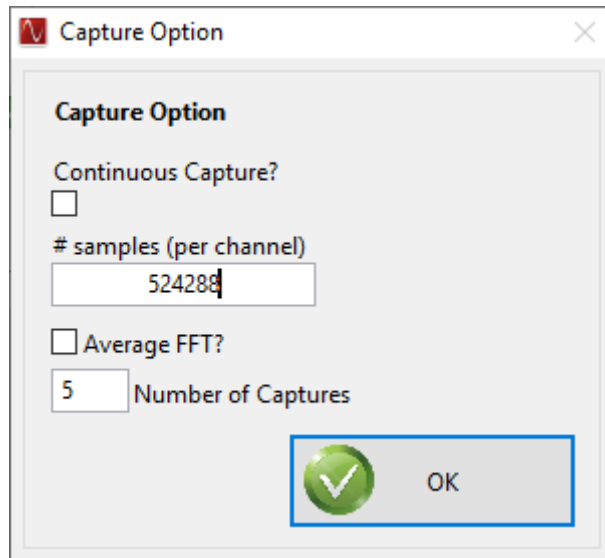 Capture Option
Capture Option
Continuous Capture?
# samples (per channel)
524288
Average FFT?
5 Number of Captures
OK